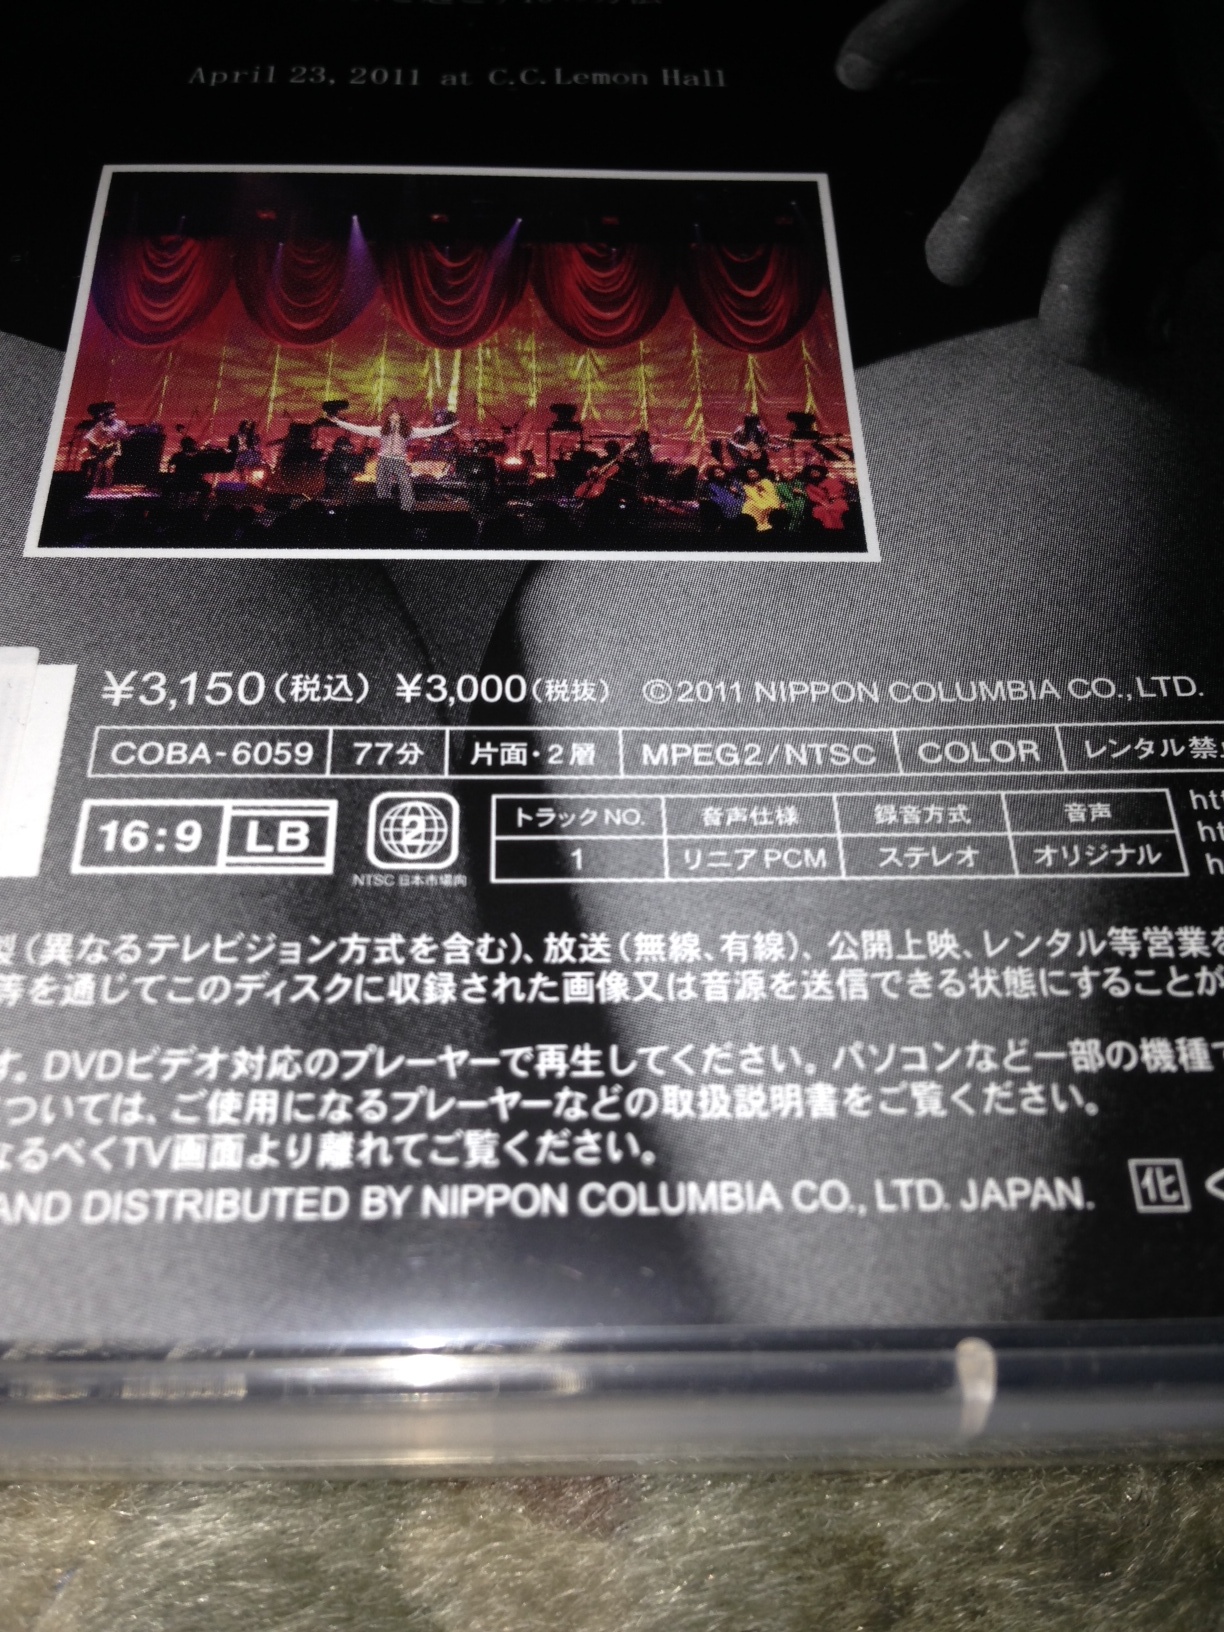 April 23, 2011 at C.C.Lemon Hall
¥3,150(税込) ¥3,000(税抜) ©2011 NIPPON COLUMBIA CO.,LTD.
COBA-6059 77分 片面・2層 MPEG2/NTSC COLOR レンタル禁
16:9 LB 2
NTSC 日本市場向
トラックNO. 音声仕様 録音方式 音声
1 リニアPCM ステレオ オリジナル
製(異なるテレビジョン方式を含む)、放送(無線、有線)、公開上映、レンタル等営業を
等を通じてこのディスクに収録された画像又は音源を送信できる状態にすることが
す。DVDビデオ対応のプレーヤーで再生してください。パソコンなど一部の機種で
ついては、ご使用になるプレーヤーなどの取扱説明書をご覧ください。
なるべくTV画面より離れてご覧ください。
AND DISTRIBUTED BY NIPPON COLUMBIA CO., LTD. JAPAN. 化